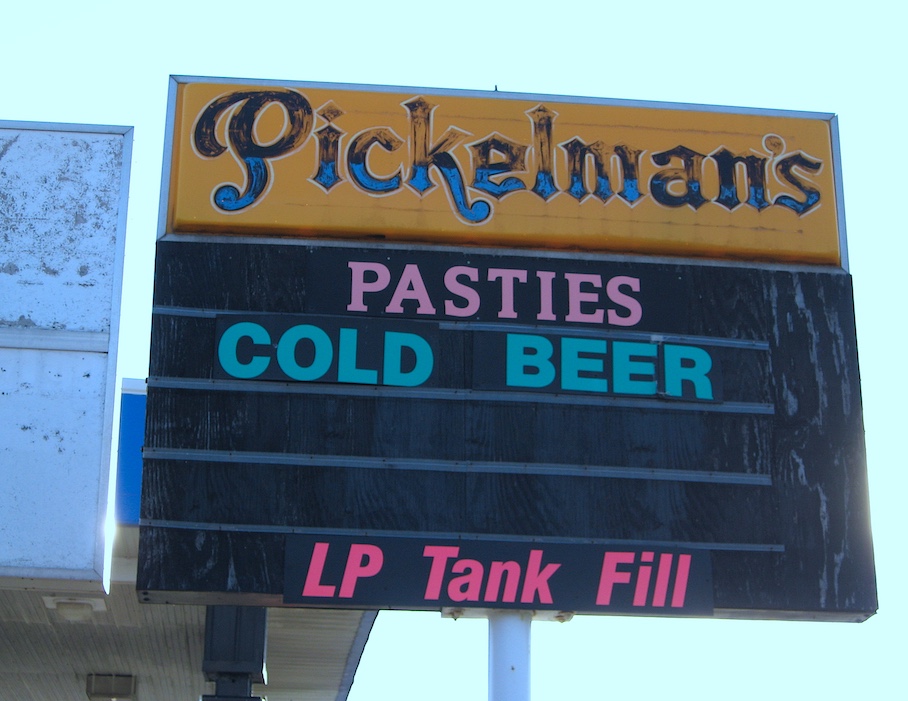 Pickelman's
PASTIES
COLD BEER
LP Tank Fill